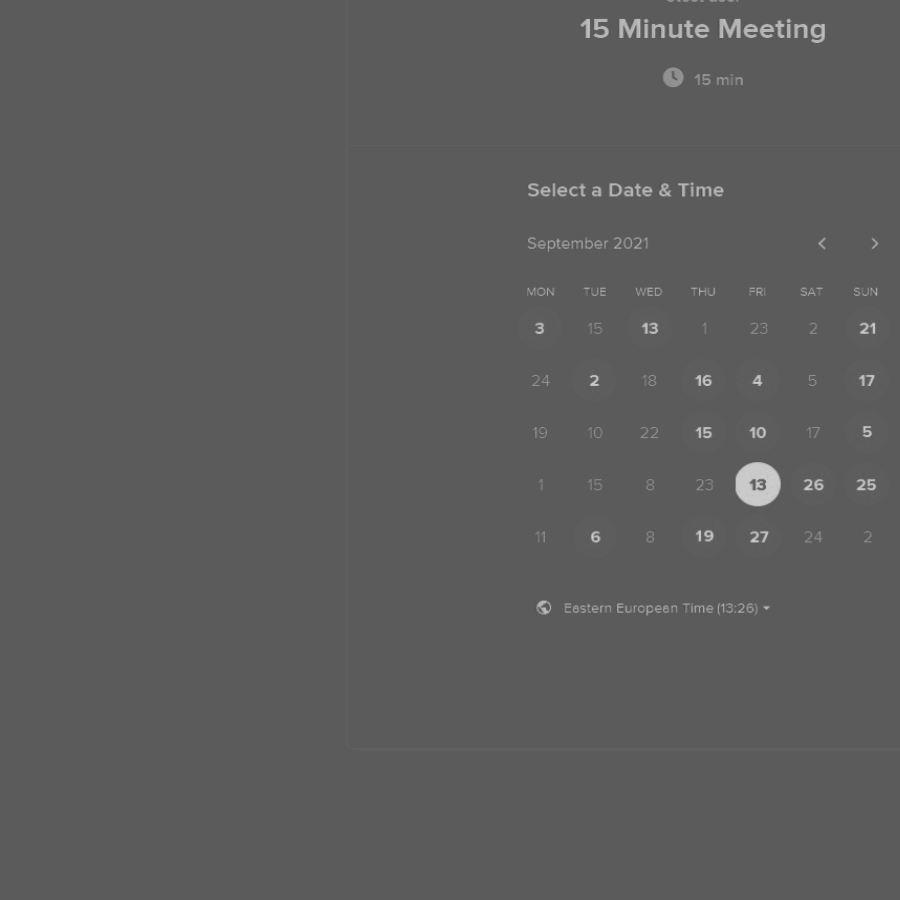 15 Minute Meeting
15 min
Select a Date & Time
September 2021
MON TUE WED THU FRI SAT SUN
3 15 13 1 23 2 21
24 2 18 16 4 5 17
19 10 22 15 10 17 5
1 15 8 23 13 26 25
11 6 8 19 27 24 2
Eastern European Time (13:26)